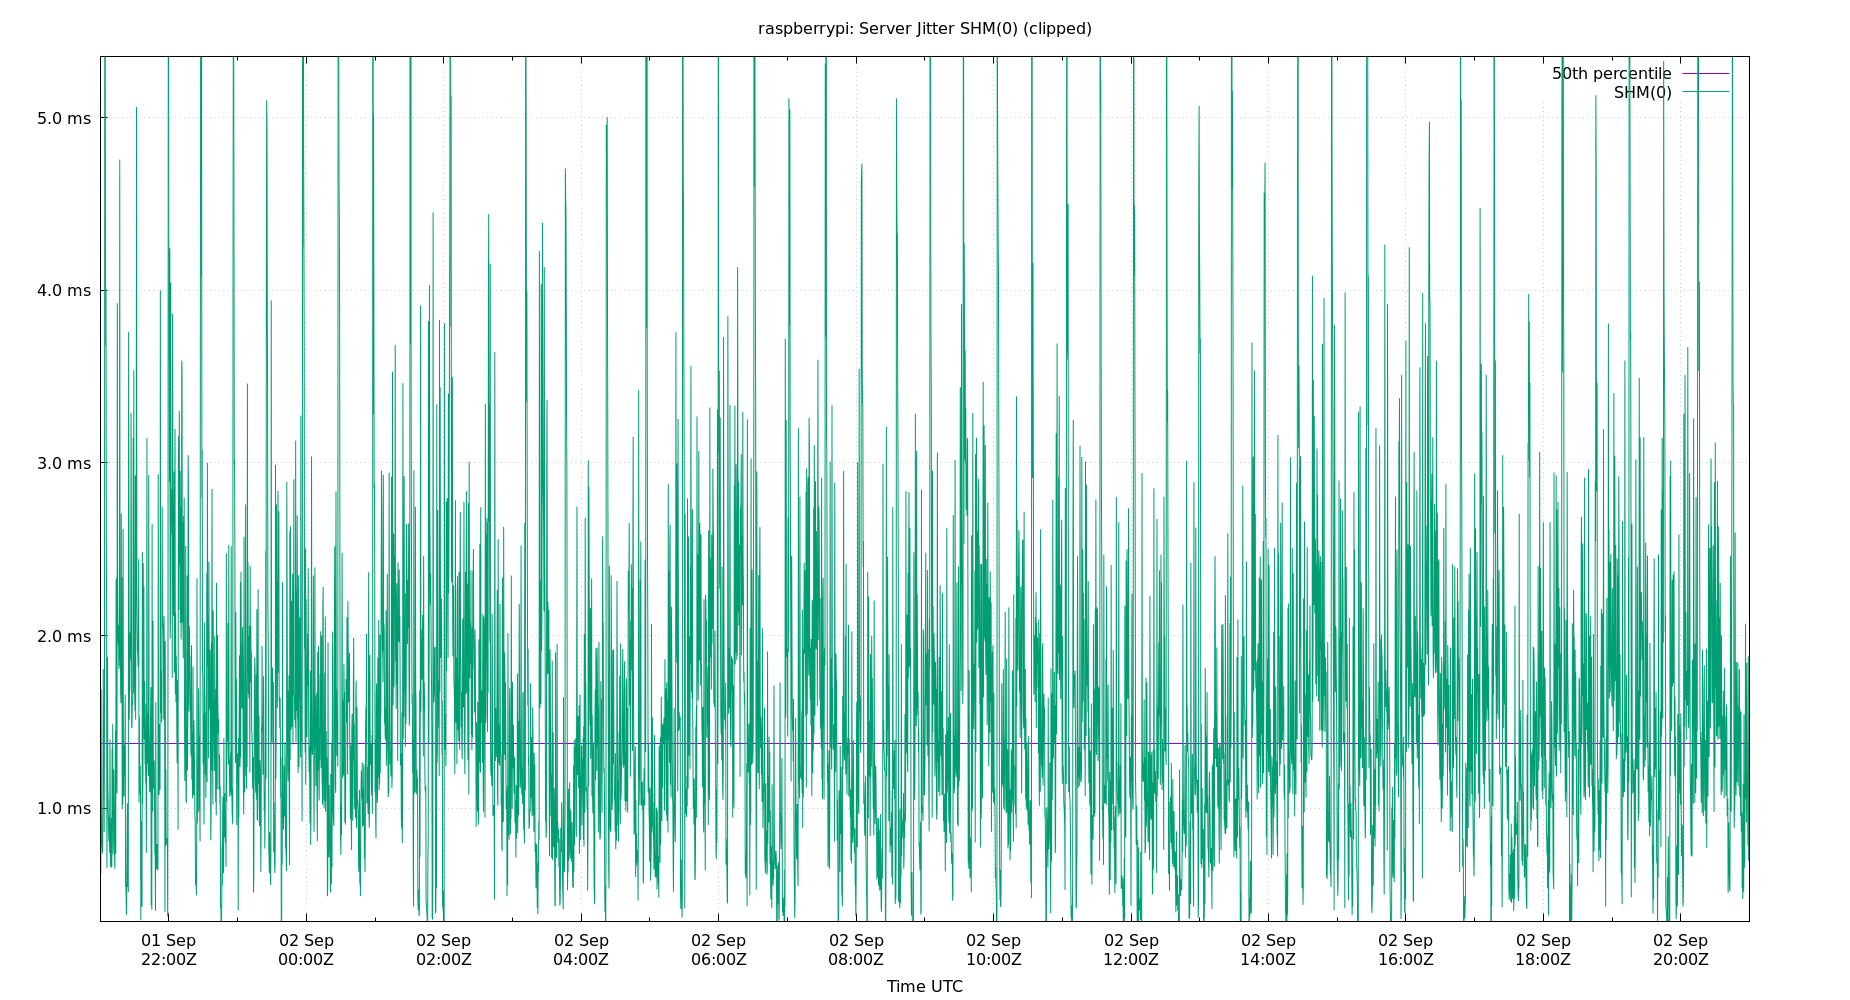 raspberrypi: Server Jitter SHM(0) (clipped)
50th percentile
SHM(0)
5.0 ms
4.0 ms
3.0 ms
2.0 ms
1.0 ms
01 Sep 02 Sep 02 Sep 02 Sep 02 Sep 02 Sep 02 Sep 02 Sep 02 Sep 02 Sep 02 Sep 02 Sep
22:00Z 00:00Z 02:00Z 04:00Z 06:00Z 08:00Z 10:00Z 12:00Z 14:00Z 16:00Z 18:00Z 20:00Z
Time UTC